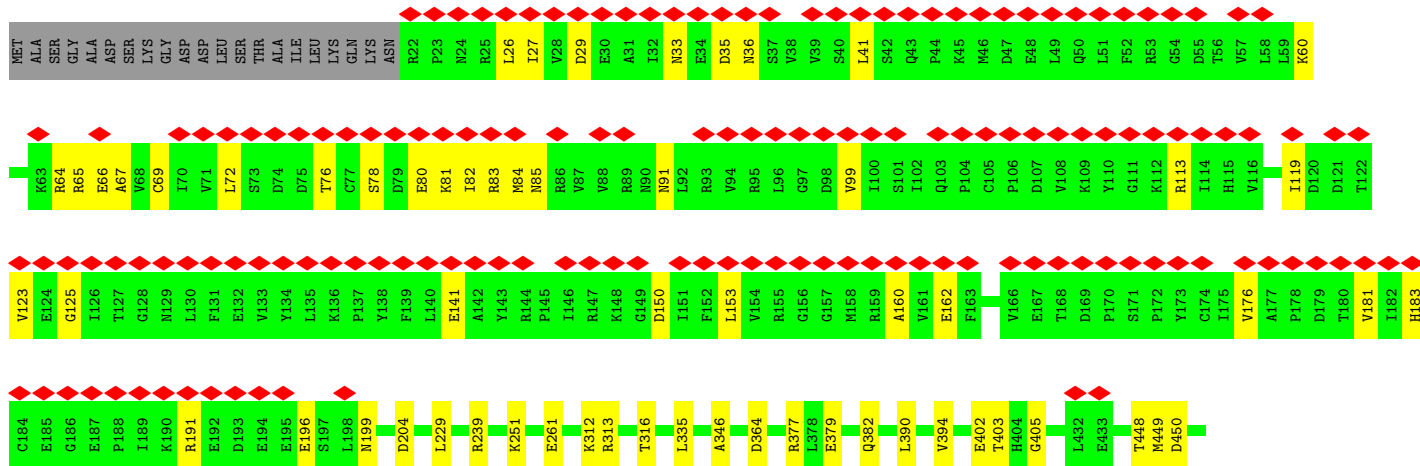 MET ALA SER GLY ALA ASP SER LYS GLY ASP ASP LEU SER THR ALA ILE LEU LYS GLN LYS ASN R22 P23 N24 R25 L26 I27 V28 D29 E30 A31 I32 N33 E34 D35 N36 S37 V38 V39 S40 L41 S42 Q43 P44 K45 M46 D47 E48 L49 Q50 L51 F52 R53 G54 D55 T56 V57 L58 L59 K60
K63 R64 R65 E66 A67 V68 C69 I70 V71 L72 S73 D74 D75 T76 C77 S78 D79 E80 K81 I82 R83 M84 N85 R86 V87 V88 R89 N90 N91 L92 R93 V94 R95 L96 G97 D98 V99 I100 S101 I102 Q103 P104 C105 P106 D107 V108 K109 Y110 G111 K112 R113 I114 H115 V116 I119 D120 D121 T122
V123 E124 G125 I126 T127 G128 N129 L130 F131 E132 V133 Y134 L135 K136 P137 Y138 F139 L140 E141 A142 Y143 R144 P145 I146 R147 K148 G149 D150 I151 F152 L153 V154 R155 G156 G157 M158 R159 A160 V161 E162 F163 V166 E167 T168 D169 P170 S171 P172 Y173 C174 I175 V176 A177 P178 D179 T180 V181 I182 H183
C184 E185 G186 E187 P188 I189 K190 R191 E192 D193 E194 E195 E196 S197 L198 N199 D204 L229 R239 K251 E261 K312 R313 T316 L335 A346 D364 R377 L378 E379 Q382 L390 V394 E402 T403 H404 G405 L432 E433 T448 M449 D450